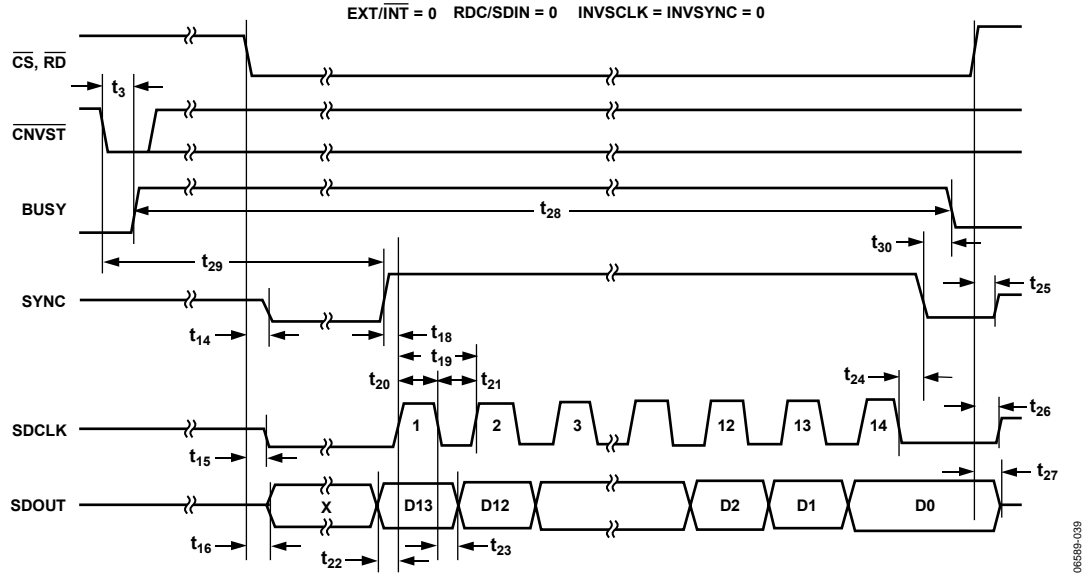 EXT/INT = 0 RDC/SDIN = 0 INVSCLK = INVSYNC = 0
CS, RD
t3
CNVST
BUSY
t28
t30
t29
SYNC
t25
t14
t18
t19
t20
t21
t24
t26
SDCLK
1 2 3 12 13 14
t15
t27
SDOUT
X D13 D12 D2 D1 D0
t16
t22
t23
06589-039